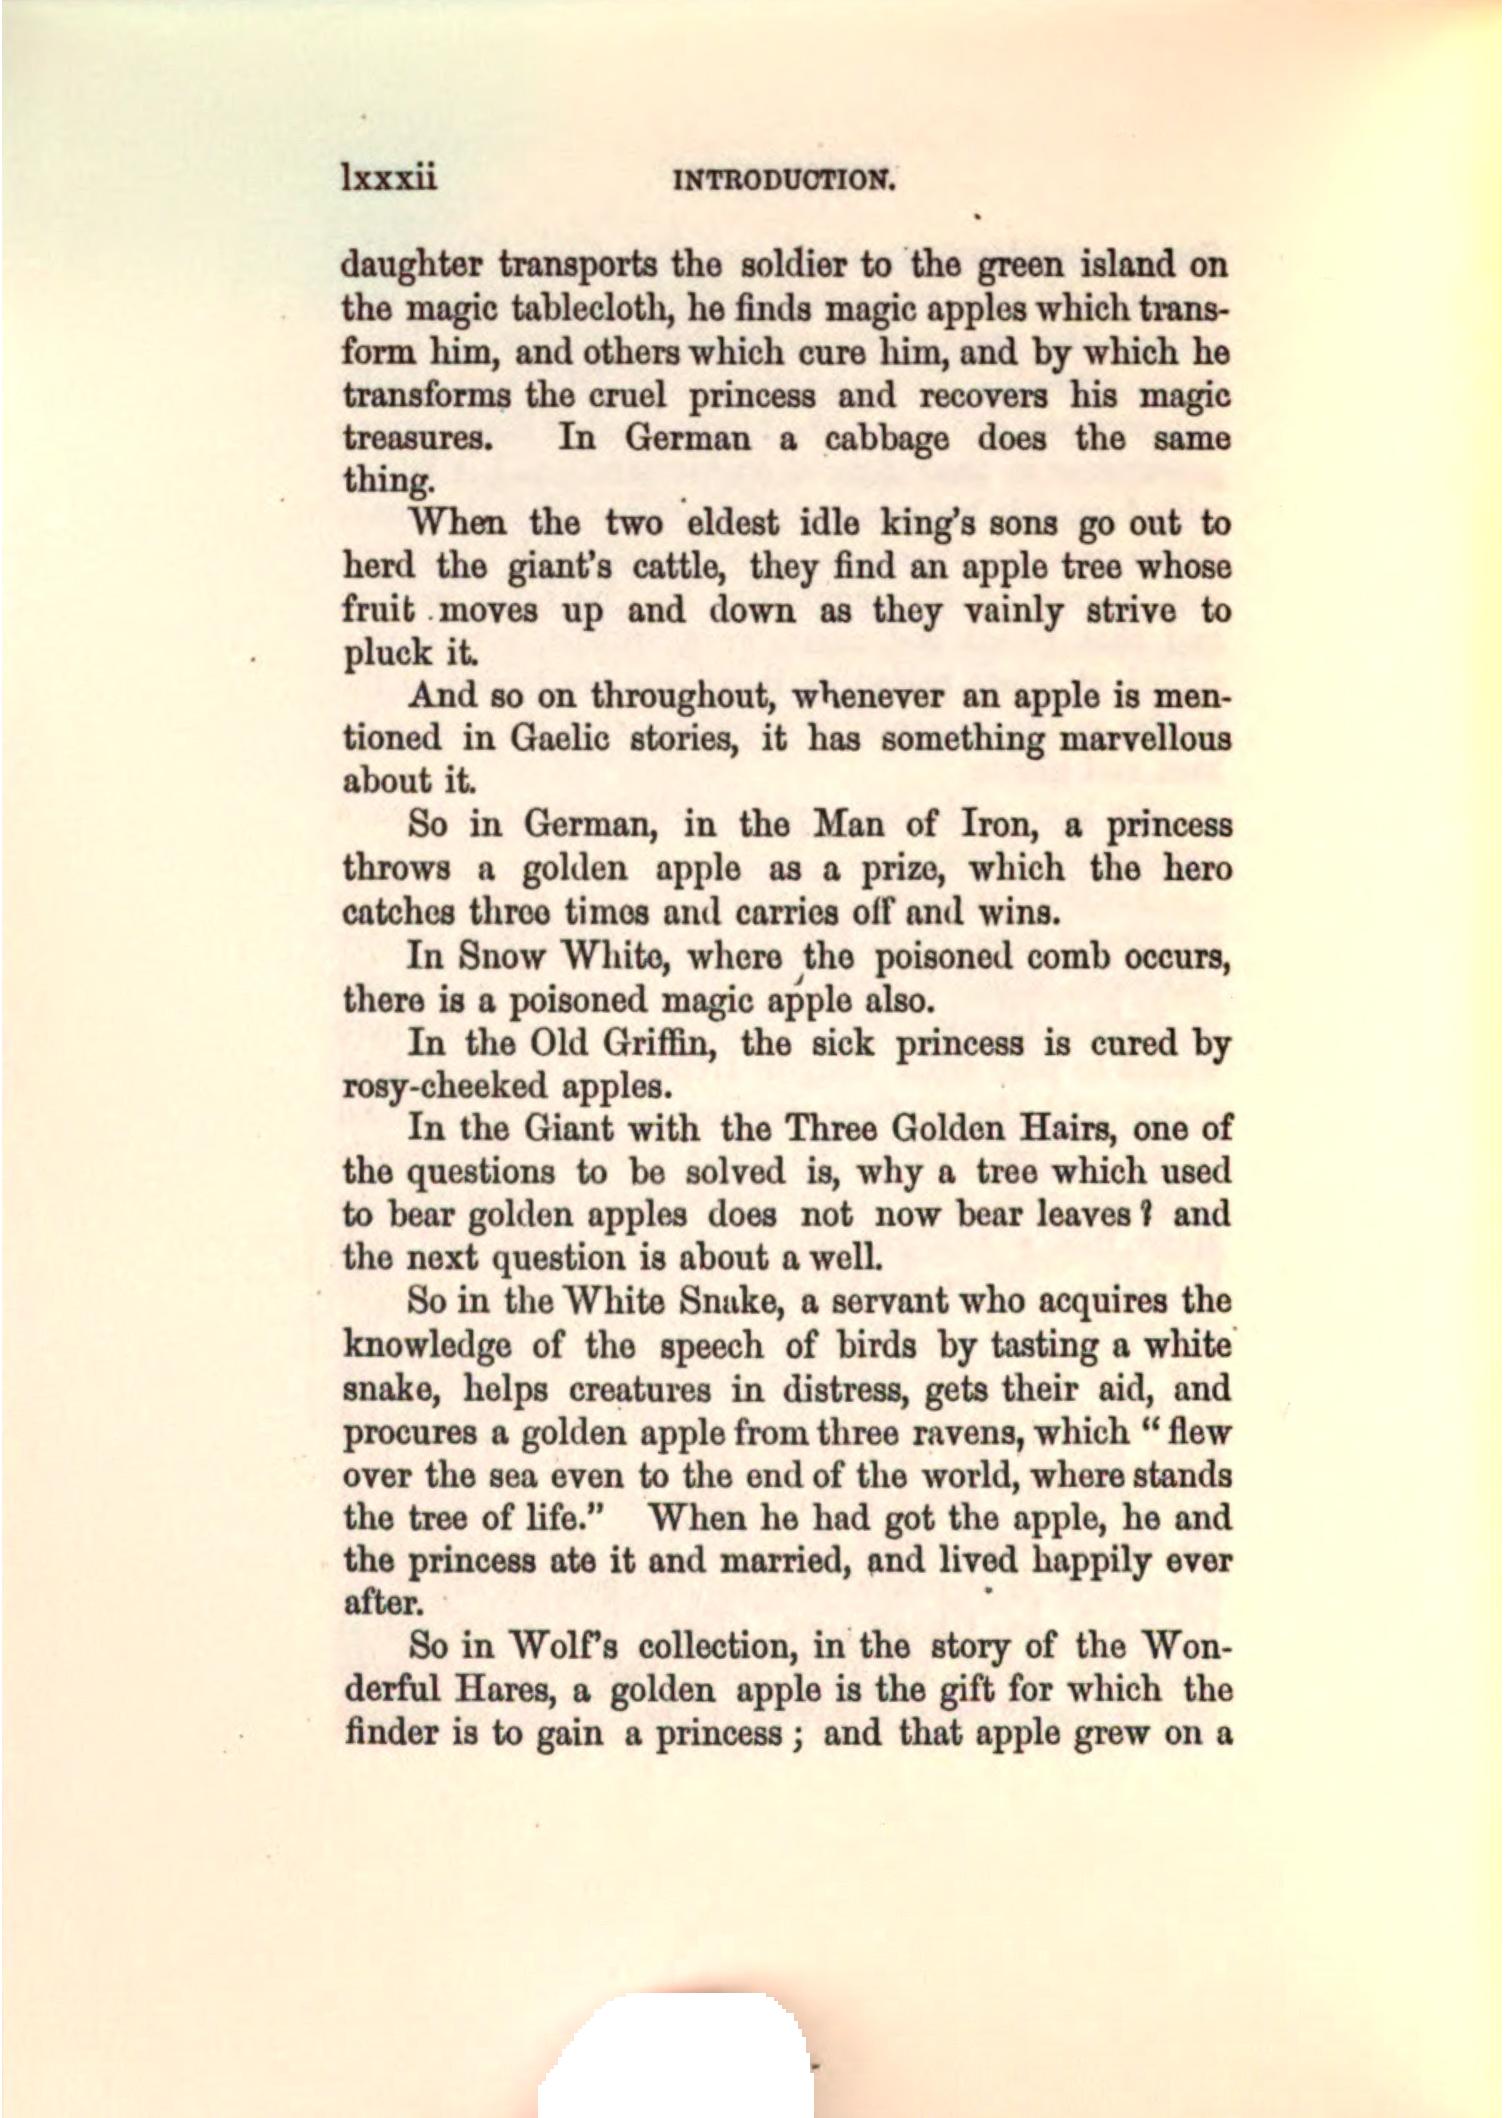 lxxxii INTRODUCTION.
daughter transports the soldier to the green island on
the magic tablecloth, he finds magic apples which trans-
form him, and others which cure him, and by which he
transforms the cruel princess and recovers his magic
treasures. In German a cabbage does the same
thing.
When the two eldest idle king's sons go out to
herd the giant's cattle, they find an apple tree whose
fruit moves up and down as they vainly strive to
pluck it.
And so on throughout, whenever an apple is men-
tioned in Gaelic stories, it has something marvellous
about it.
So in German, in the Man of Iron, a princess
throws a golden apple as a prize, which the hero
catches three times and carries off and wins.
In Snow White, where the poisoned comb occurs,
there is a poisoned magic apple also.
In the Old Griffin, the sick princess is cured by
rosy-cheeked apples.
In the Giant with the Three Golden Hairs, one of
the questions to be solved is, why a tree which used
to bear golden apples does not now bear leaves? and
the next question is about a well.
So in the White Snake, a servant who acquires the
knowledge of the speech of birds by tasting a white
snake, helps creatures in distress, gets their aid, and
procures a golden apple from three ravens, which “flew
over the sea even to the end of the world, where stands
the tree of life.” When he had got the apple, he and
the princess ate it and married, and lived happily ever
after.
So in Wolf's collection, in the story of the Won-
derful Hares, a golden apple is the gift for which the
finder is to gain a princess; and that apple grew on a